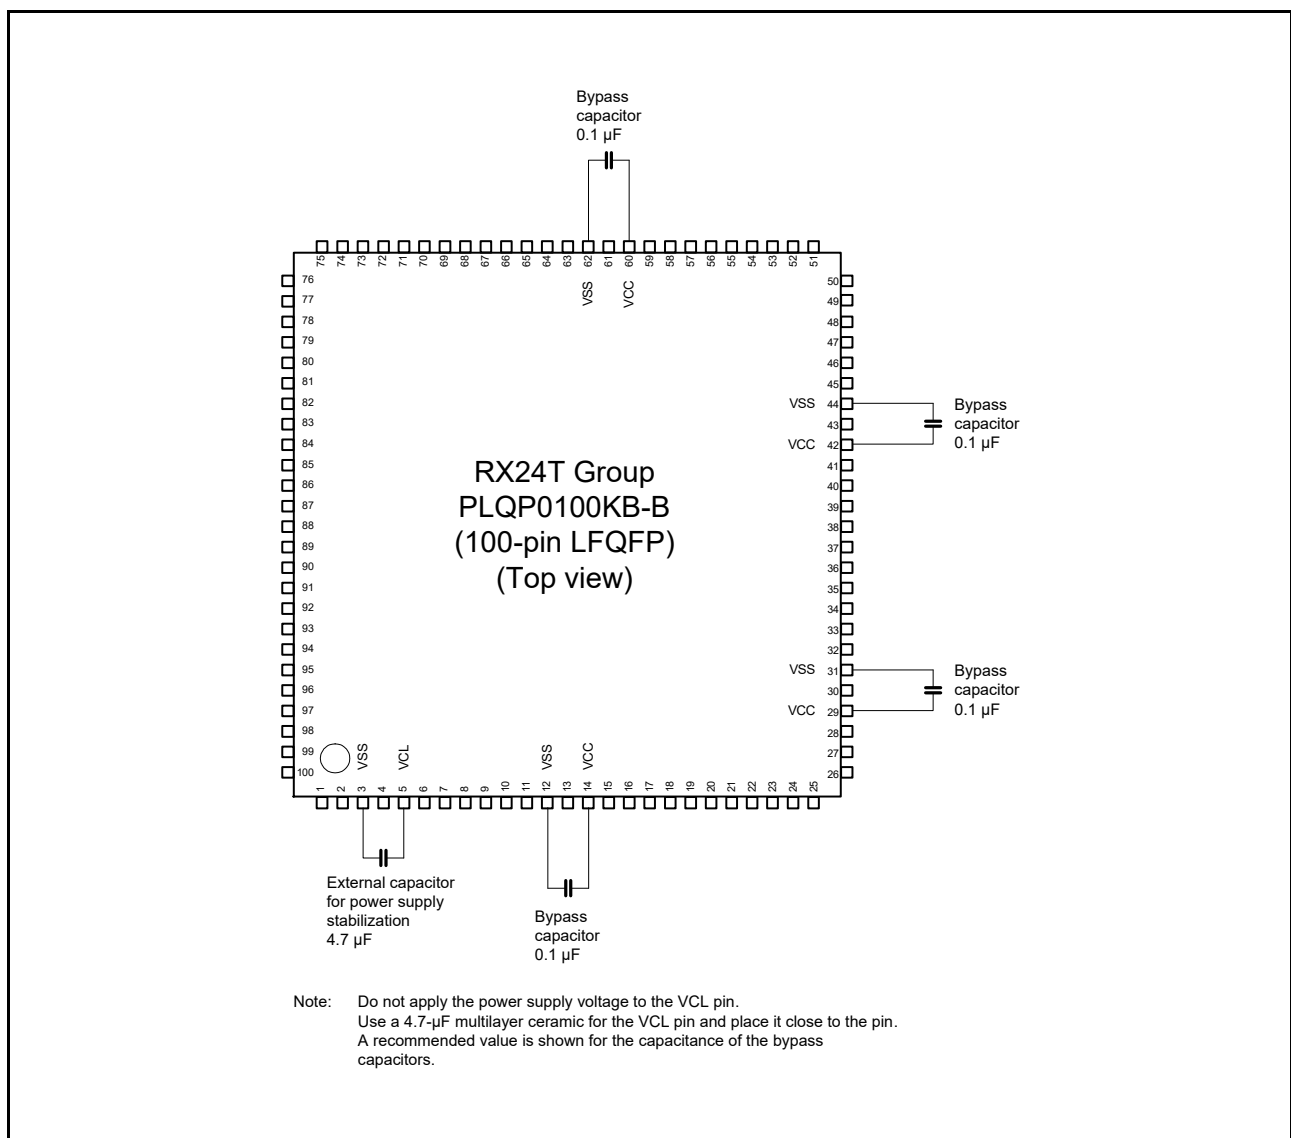 Bypass
capacitor
0.1 µF
75 74 73 72 71 70 69 68 67 66 65 64 63 62 61 60 59 58 57 56 55 54 53 52 51
VSS VCC
76
77
78
79
80
81
82
83
84
85
86
87
88
89
90
91
92
93
94
95
96
97
98
99
100
50
49
48
47
46
45
VSS 44
43
VCC 42
41
40
39
38
37
36
35
34
33
32
VSS 31
30
VCC 29
28
27
26
Bypass
capacitor
0.1 µF
RX24T Group
PLQP0100KB-B
(100-pin LFQFP)
(Top view)
Bypass
capacitor
0.1 µF
VSS VCL VSS VCC
1 2 3 4 5 6 7 8 9 10 11 12 13 14 15 16 17 18 19 20 21 22 23 24 25
External capacitor
for power supply
stabilization
4.7 µF
Bypass
capacitor
0.1 µF
Note: Do not apply the power supply voltage to the VCL pin.
Use a 4.7-µF multilayer ceramic for the VCL pin and place it close to the pin.
A recommended value is shown for the capacitance of the bypass
capacitors.